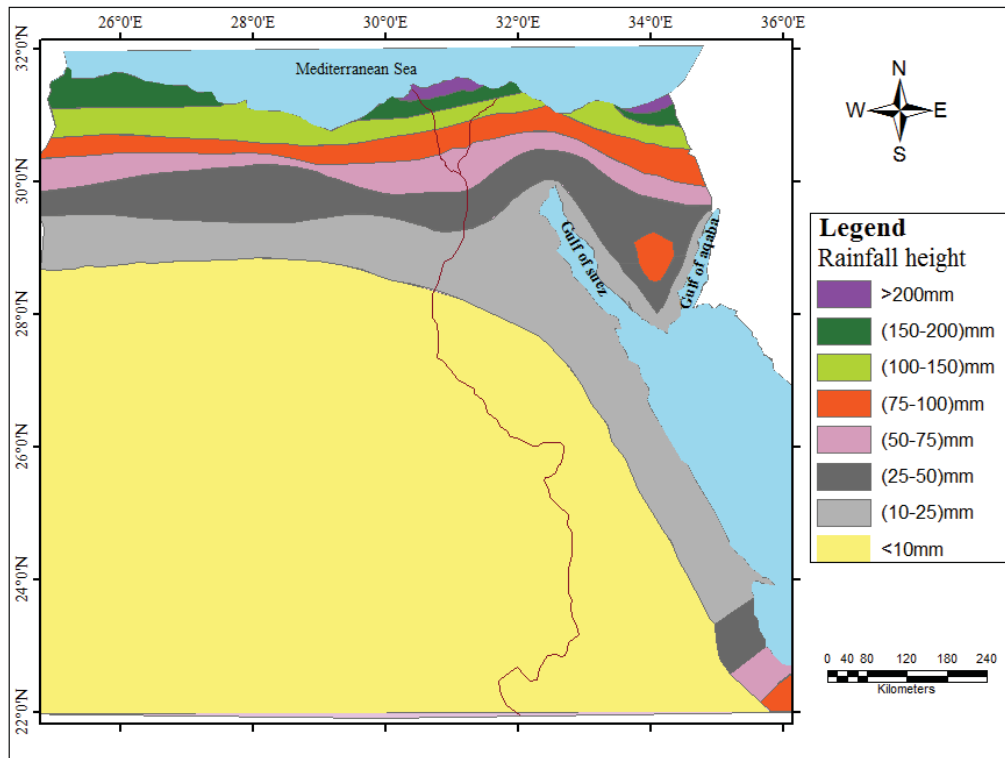 26°0'E 28°0'E 30°0'E 32°0'E 34°0'E 36°0'E
32°0'N
30°0'N
28°0'N
26°0'N
24°0'N
22°0'N
Mediterranean Sea
Gulf of suez
Gulf of aqaba
N
W E
S
Legend
Rainfall height
>200mm
(150-200)mm
(100-150)mm
(75-100)mm
(50-75)mm
(25-50)mm
(10-25)mm
<10mm
0 40 80 120 180 240
Kilometers